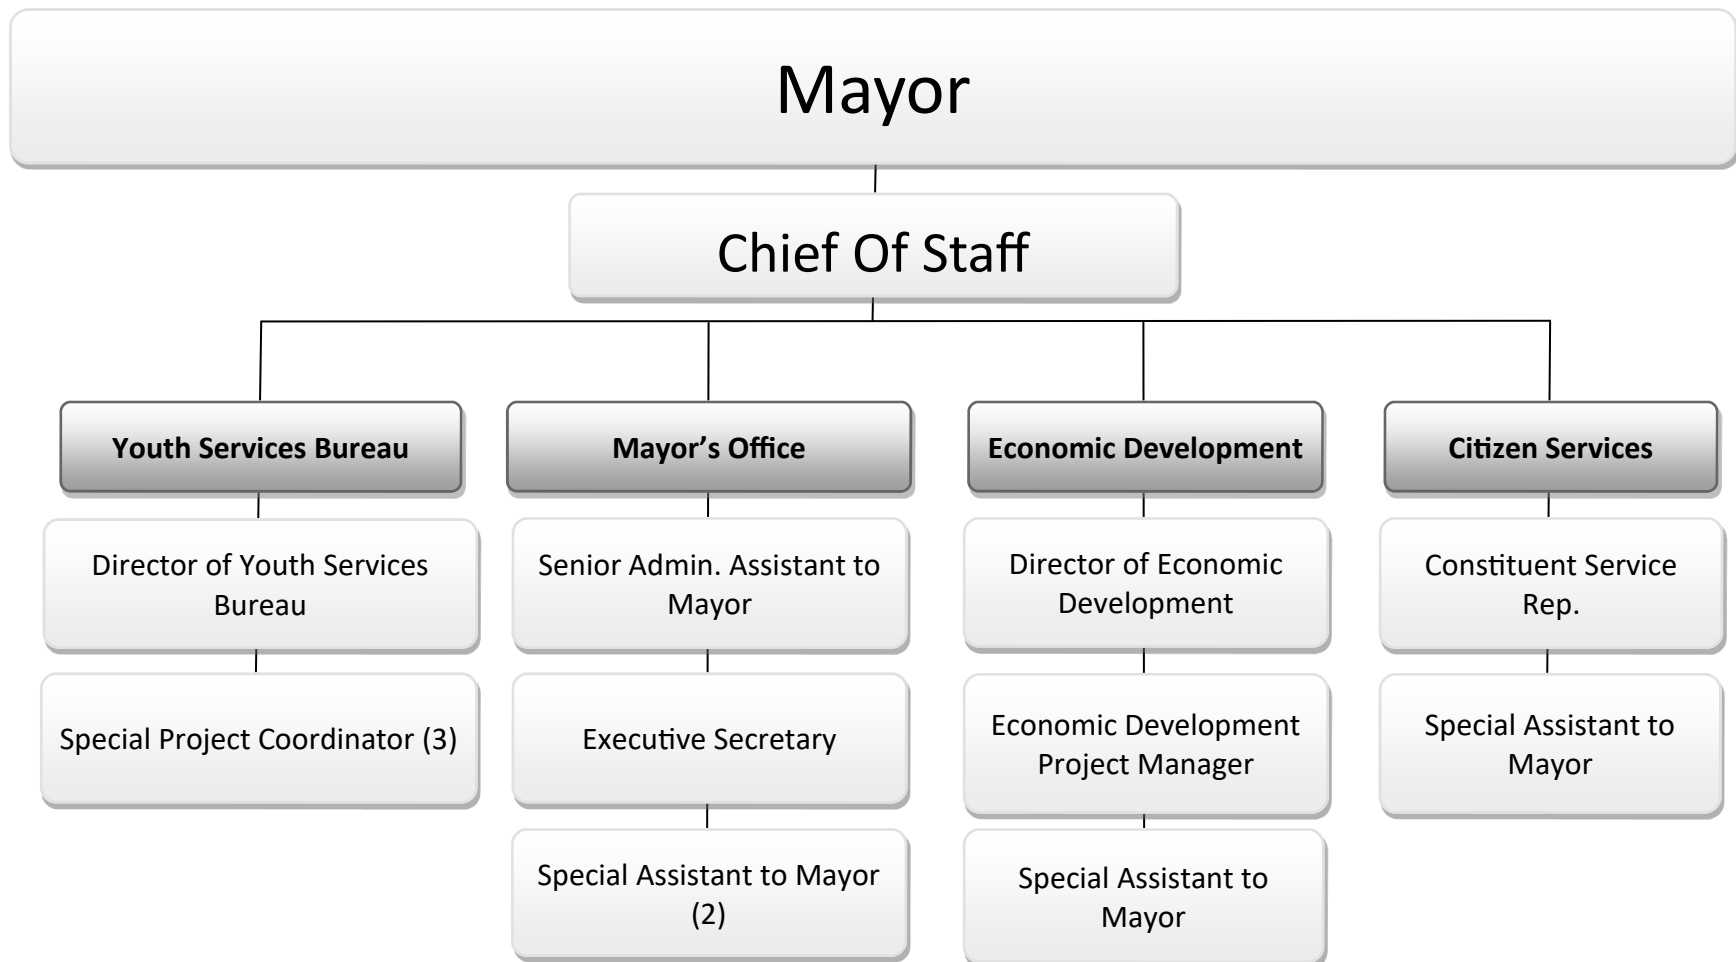 Mayor
Chief Of Staff
Youth Services Bureau
Mayor’s Office
Economic Development
Citizen Services
Director of Youth Services
Bureau
Senior Admin. Assistant to
Mayor
Director of Economic
Development
Constituent Service
Rep.
Special Project Coordinator (3)
Executive Secretary
Economic Development
Project Manager
Special Assistant to
Mayor
Special Assistant to Mayor
(2)
Special Assistant to
Mayor